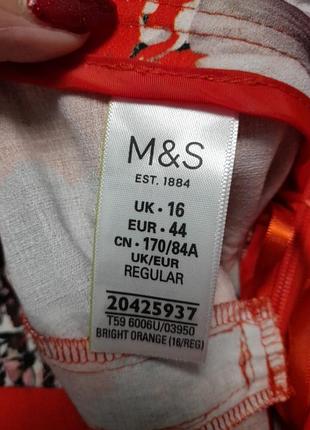 M&S
EST. 1884
UK • 16
EUR • 44
CN • 170/84A
UK/EUR
REGULAR
20425937
T59 6006U/03950
BRIGHT ORANGE (16/REG)